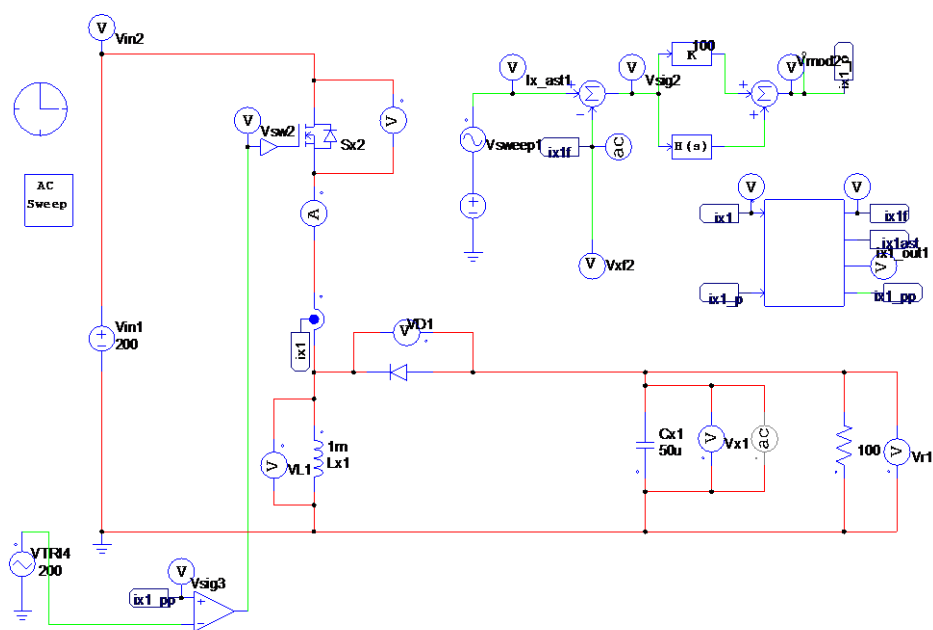 V
Vin2
V
Vsw2
Sx2
V
A
AC
Sweep
V
Ix_ast1
V
Vsig2
100
K
V
Vmod2
ix1_p
Vsweep1
ix1f
ac
H(s)
V
Vxf2
V
V
ix1
ix1f
ix1ast
ix1_out1
V
ix1_p
ix1_pp
Vin1
200
ix1
V
VD1
1m
Lx1
V
VL1
Cx1
50u
V
Vx1
ac
100
V
Vr1
VTRI4
200
V
Vsig3
ix1_pp